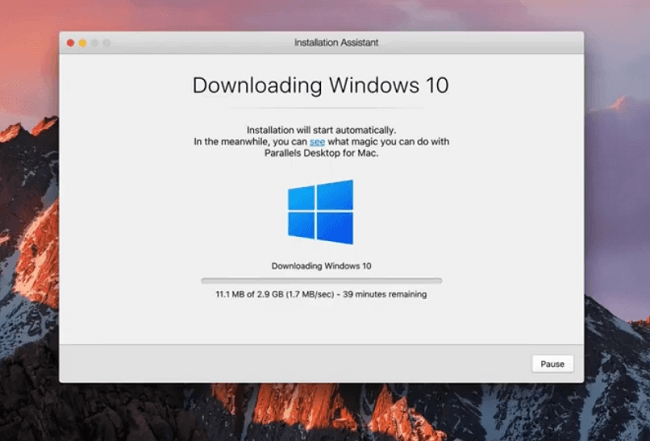 Installation Assistant
Downloading Windows 10
Installation will start automatically.
In the meanwhile, you can see what magic you can do with
Parallels Desktop for Mac.
Downloading Windows 10
11.1 MB of 2.9 GB (1.7 MB/sec) - 39 minutes remaining
Pause